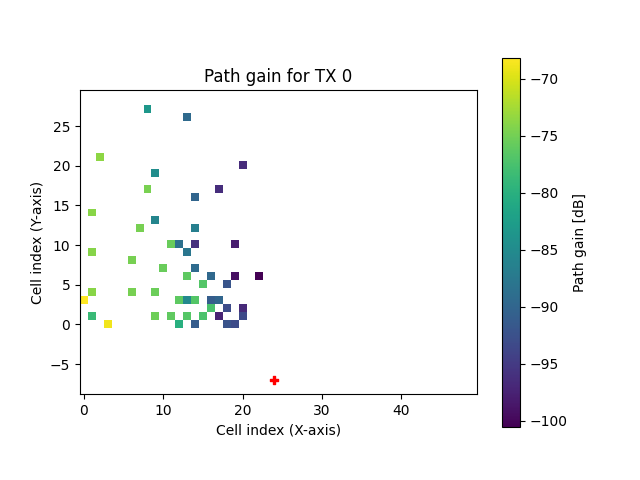 Path gain for TX 0
25
20
15
10
5
0
−5
Cell index (Y-axis)
0 10 20 30 40
Cell index (X-axis)
−70
−75
−80
−85
−90
−95
−100
Path gain [dB]